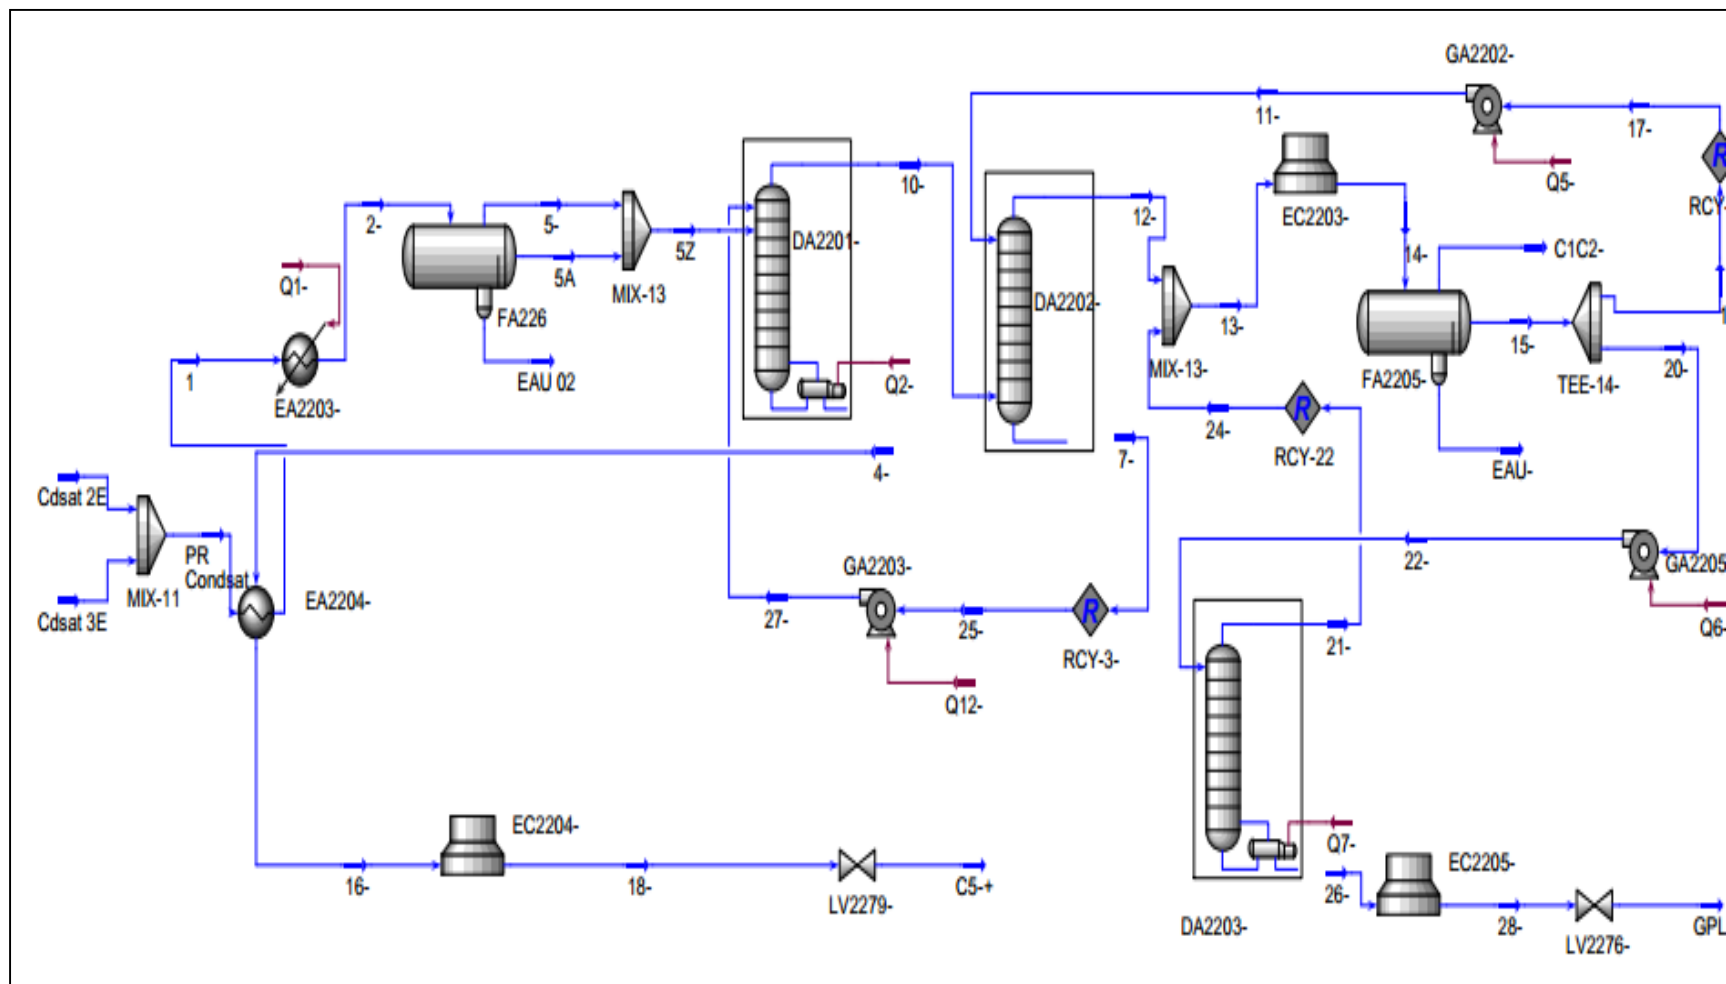 GA2202-
11-
17-
Q5-
R
RCY-
EC2203-
10-
12-
2-
5-
5Z
5A
MIX-13
DA2201-
14-
C1C2-
Q1-
FA226
DA2202-
13-
MIX-13-
15-
1
EA2203-
EAU 02
Q2-
FA2205-
TEE-14-
20-
R
24-
RCY-22
7-
4-
EAU-
Cdsat 2E
PR
Condsat
MIX-11
Cdsat 3E
EA2204-
GA2203-
22-
GA2205
27-
25-
R
RCY-3-
21-
Q6-
Q12-
EC2204-
16-
18-
LV2279-
C5-+
Q7-
26-
EC2205-
DA2203-
28-
LV2276-
GPL